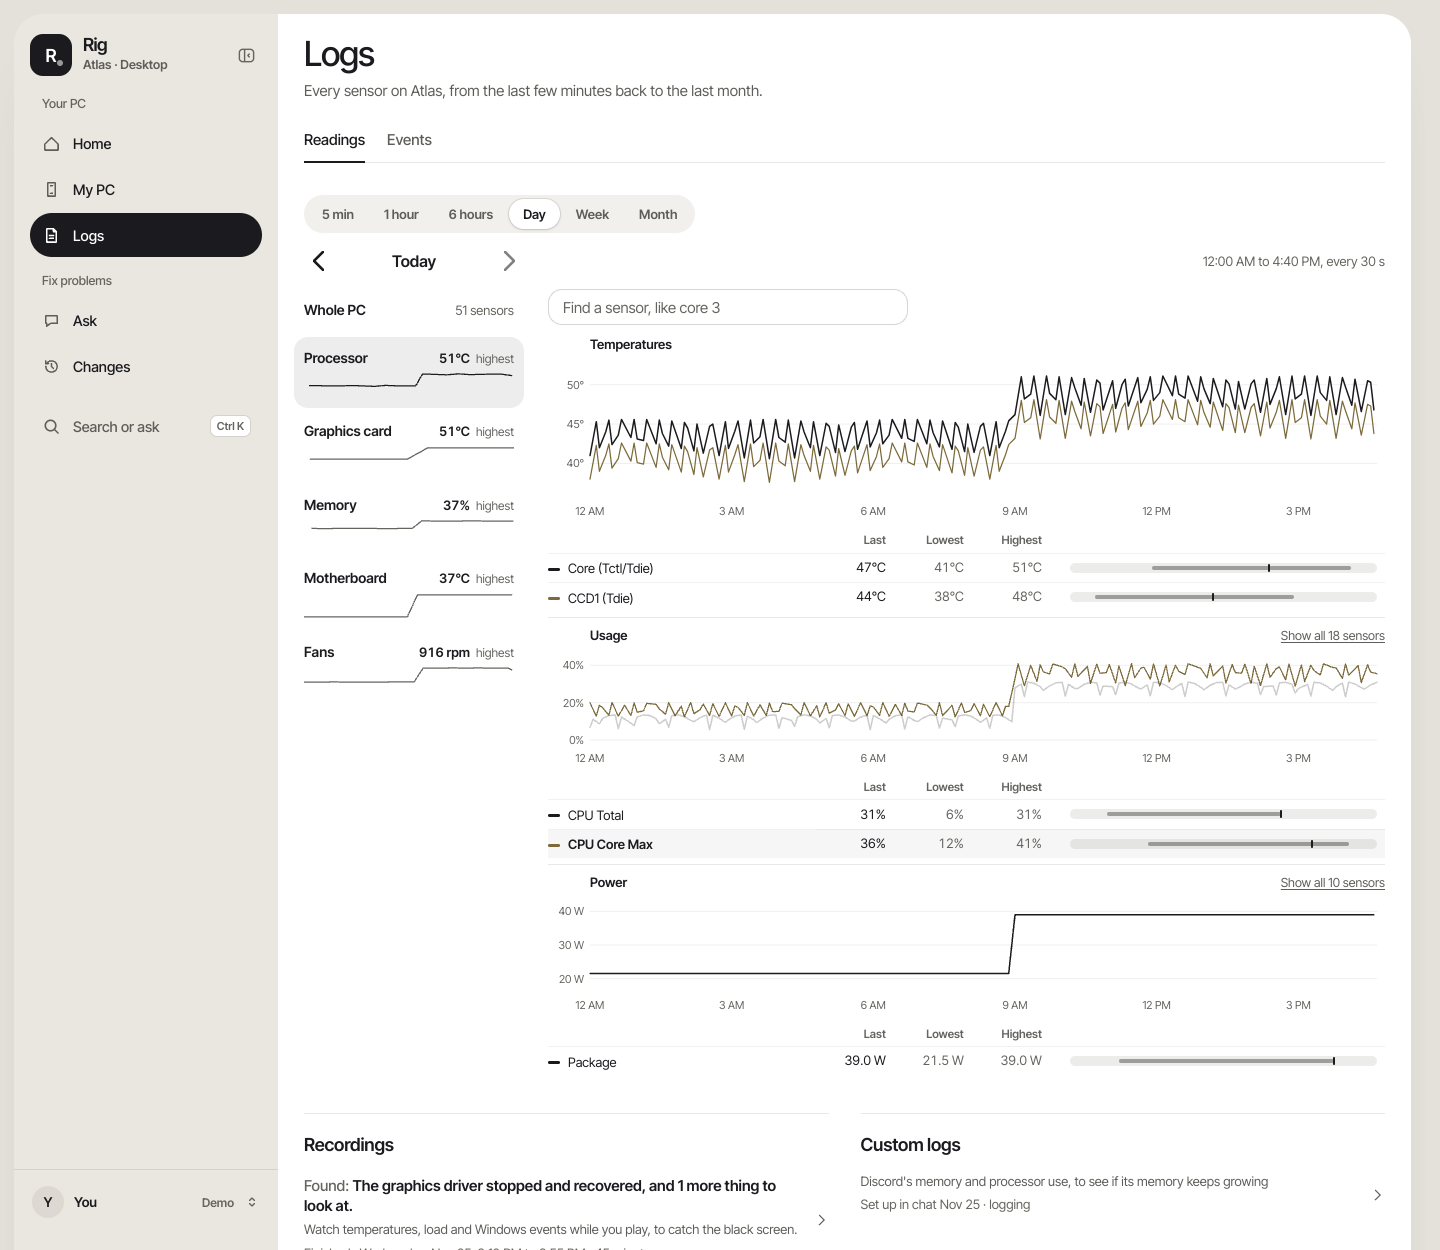 R.
Rig
Atlas · Desktop
Your PC
Home
My PC
Logs
Fix problems
Ask
Changes
Search or ask
Ctrl K
Y
You
Demo
Logs
Every sensor on Atlas, from the last few minutes back to the last month.
Readings Events
5 min 1 hour 6 hours Day Week Month
Today
12:00 AM to 4:40 PM, every 30 s
Whole PC 51 sensors
Processor 51°C highest
Graphics card 51°C highest
Memory 37% highest
Motherboard 37°C highest
Fans 916 rpm highest
Find a sensor, like core 3
Temperatures
50°
45°
40°
12 AM 3 AM 6 AM 9 AM 12 PM 3 PM
Last Lowest Highest
Core (Tctl/Tdie) 47°C 41°C 51°C
CCD1 (Tdie) 44°C 38°C 48°C
Usage Show all 18 sensors
40%
20%
0%
12 AM 3 AM 6 AM 9 AM 12 PM 3 PM
Last Lowest Highest
CPU Total 31% 6% 31%
CPU Core Max 36% 12% 41%
Power Show all 10 sensors
40 W
30 W
20 W
12 AM 3 AM 6 AM 9 AM 12 PM 3 PM
Last Lowest Highest
Package 39.0 W 21.5 W 39.0 W
Recordings
Found: The graphics driver stopped and recovered, and 1 more thing to
look at.
Watch temperatures, load and Windows events while you play, to catch the black screen.
Custom logs
Discord's memory and processor use, to see if its memory keeps growing
Set up in chat Nov 25 · logging